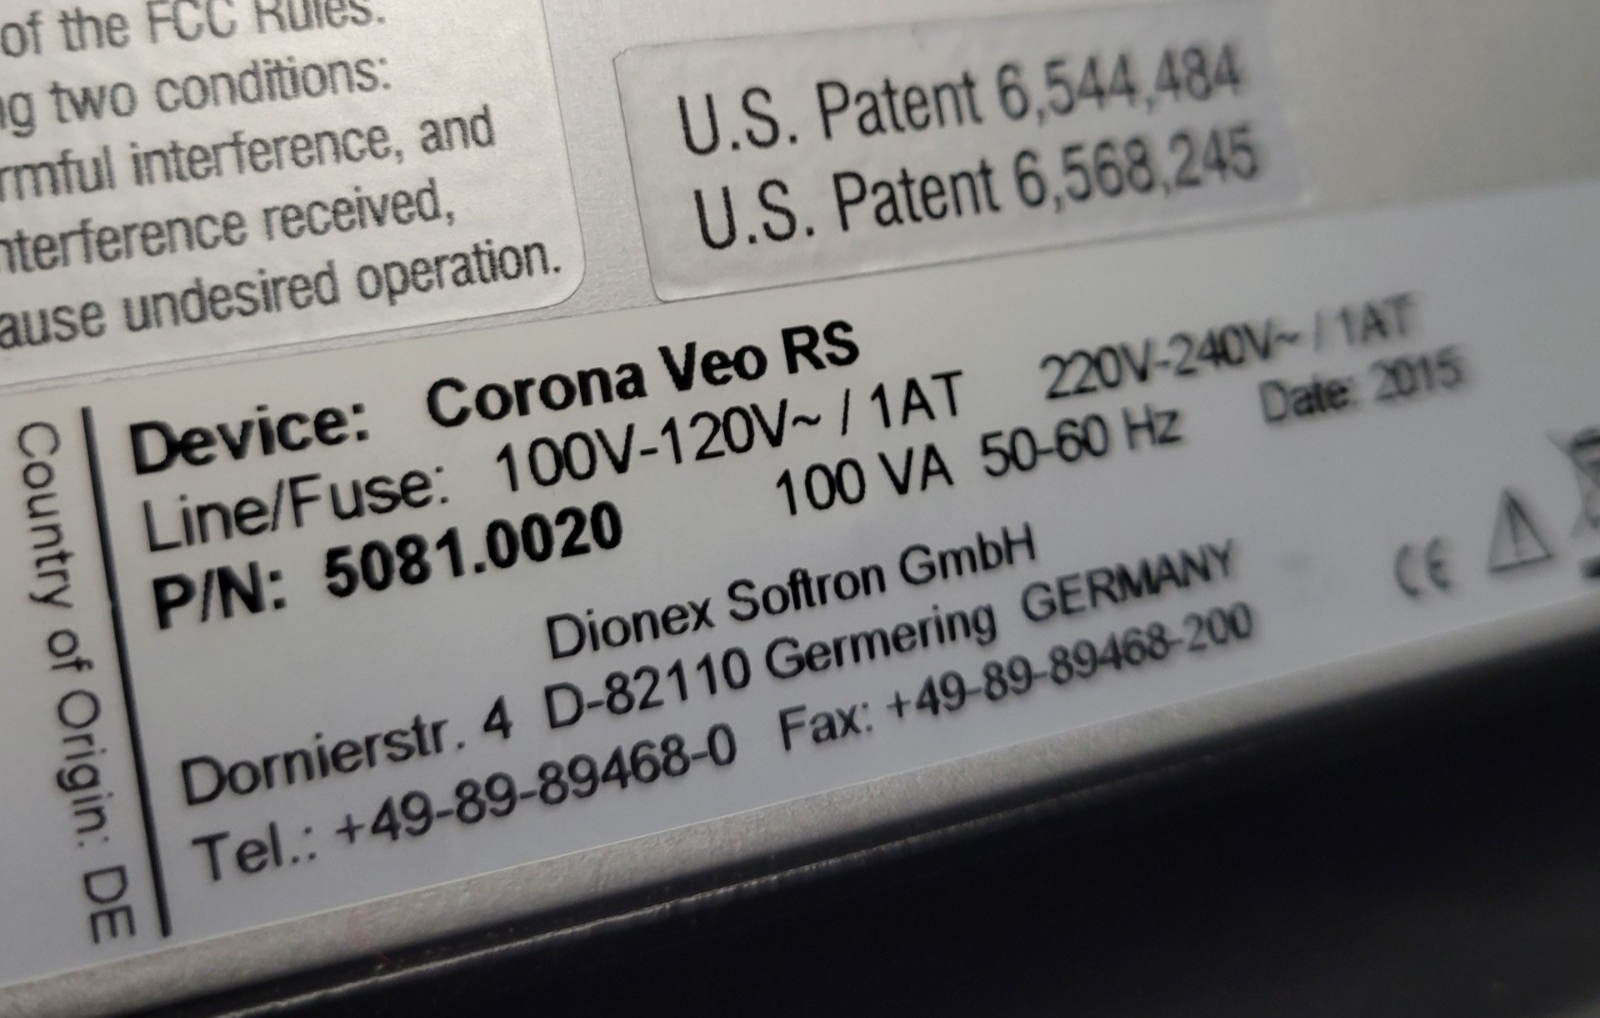 of the FCC Rules.
ng two conditions:
rmful interference, and
nterference received,
ause undesired operation.
U.S. Patent 6,544,484
U.S. Patent 6,568,245
Country of Origin: DE
Device: Corona Veo RS
Line/Fuse: 100V-120V~ / 1AT 220V-240V~ / 1AT
P/N: 5081.0020 100 VA 50-60 Hz Date: 2015
Dionex Softron GmbH
Dornierstr. 4 D-82110 Germering GERMANY
Tel.: +49-89-89468-0 Fax: +49-89-89468-200
CE